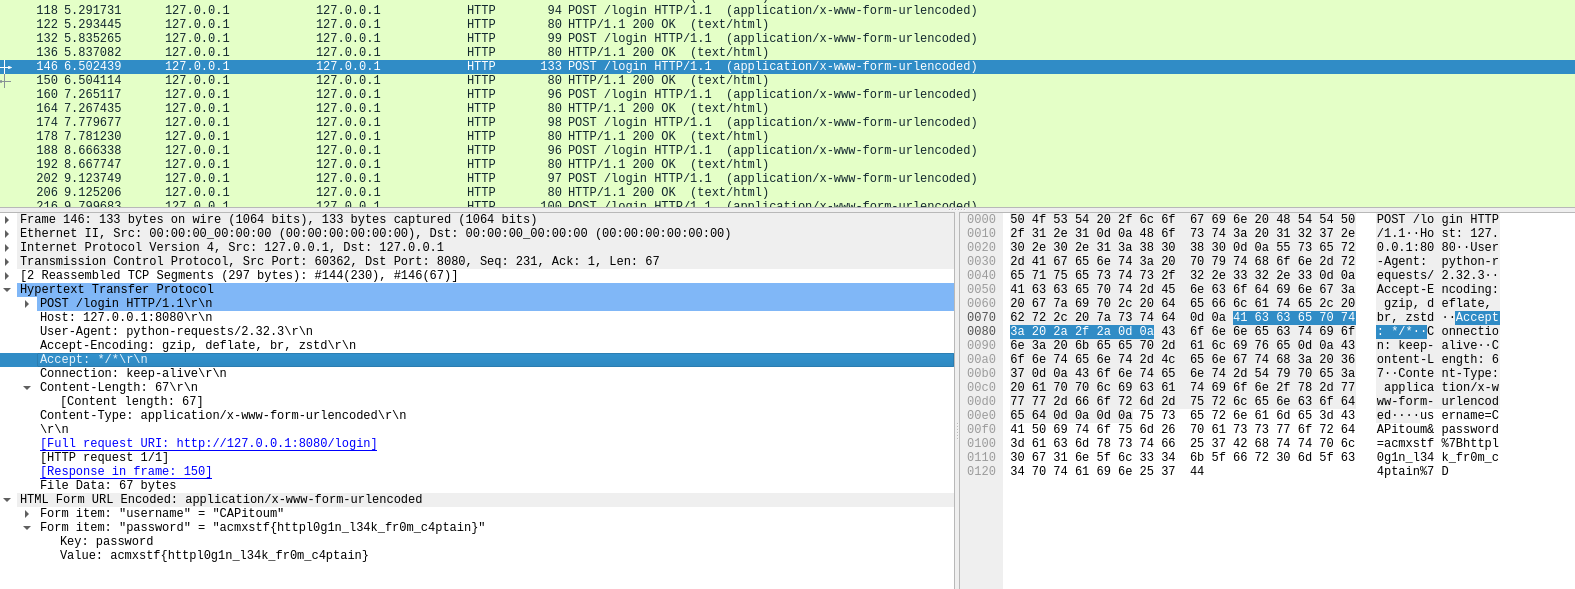 118 5.291731 127.0.0.1 127.0.0.1 HTTP 94 POST /login HTTP/1.1 (application/x-www-form-urlencoded)
122 5.293445 127.0.0.1 127.0.0.1 HTTP 80 HTTP/1.1 200 OK (text/html)
132 5.835265 127.0.0.1 127.0.0.1 HTTP 99 POST /login HTTP/1.1 (application/x-www-form-urlencoded)
136 5.837082 127.0.0.1 127.0.0.1 HTTP 80 HTTP/1.1 200 OK (text/html)
146 6.502439 127.0.0.1 127.0.0.1 HTTP 133 POST /login HTTP/1.1 (application/x-www-form-urlencoded)
150 6.504114 127.0.0.1 127.0.0.1 HTTP 80 HTTP/1.1 200 OK (text/html)
160 7.265117 127.0.0.1 127.0.0.1 HTTP 96 POST /login HTTP/1.1 (application/x-www-form-urlencoded)
164 7.267435 127.0.0.1 127.0.0.1 HTTP 80 HTTP/1.1 200 OK (text/html)
174 7.779677 127.0.0.1 127.0.0.1 HTTP 98 POST /login HTTP/1.1 (application/x-www-form-urlencoded)
178 7.781230 127.0.0.1 127.0.0.1 HTTP 80 HTTP/1.1 200 OK (text/html)
188 8.666338 127.0.0.1 127.0.0.1 HTTP 96 POST /login HTTP/1.1 (application/x-www-form-urlencoded)
192 8.667747 127.0.0.1 127.0.0.1 HTTP 80 HTTP/1.1 200 OK (text/html)
202 9.123749 127.0.0.1 127.0.0.1 HTTP 97 POST /login HTTP/1.1 (application/x-www-form-urlencoded)
206 9.125206 127.0.0.1 127.0.0.1 HTTP 80 HTTP/1.1 200 OK (text/html)
216 9.799683 127.0.0.1 127.0.0.1 HTTP 100 POST /login HTTP/1.1 (application/x-www-form-urlencoded)
Frame 146: 133 bytes on wire (1064 bits), 133 bytes captured (1064 bits)
Ethernet II, Src: 00:00:00_00:00:00 (00:00:00:00:00:00), Dst: 00:00:00_00:00:00 (00:00:00:00:00:00)
Internet Protocol Version 4, Src: 127.0.0.1, Dst: 127.0.0.1
Transmission Control Protocol, Src Port: 60362, Dst Port: 8080, Seq: 231, Ack: 1, Len: 67
[2 Reassembled TCP Segments (297 bytes): #144(230), #146(67)]
Hypertext Transfer Protocol
POST /login HTTP/1.1\r\n
Host: 127.0.0.1:8080\r\n
User-Agent: python-requests/2.32.3\r\n
Accept-Encoding: gzip, deflate, br, zstd\r\n
Accept: */*\r\n
Connection: keep-alive\r\n
Content-Length: 67\r\n
[Content length: 67]
Content-Type: application/x-www-form-urlencoded\r\n
\r\n
[Full request URI: http://127.0.0.1:8080/login]
[HTTP request 1/1]
[Response in frame: 150]
File Data: 67 bytes
HTML Form URL Encoded: application/x-www-form-urlencoded
Form item: "username" = "CAPitoum"
Form item: "password" = "acmxstf{httpl0g1n_l34k_fr0m_c4ptain}"
Key: password
Value: acmxstf{httpl0g1n_l34k_fr0m_c4ptain}
0000 50 4f 53 54 20 2f 6c 6f 67 69 6e 20 48 54 54 50 POST /lo gin HTTP
0010 2f 31 2e 31 0d 0a 48 6f 73 74 3a 20 31 32 37 2e /1.1··Ho st: 127.
0020 30 2e 30 2e 31 3a 38 30 38 30 0d 0a 55 73 65 72 0.0.1:80 80··User
0030 2d 41 67 65 6e 74 3a 20 70 79 74 68 6f 6e 2d 72 -Agent: python-r
0040 65 71 75 65 73 74 73 2f 32 2e 33 32 2e 33 0d 0a equests/ 2.32.3··
0050 41 63 63 65 70 74 2d 45 6e 63 6f 64 69 6e 67 3a Accept-E ncoding:
0060 20 67 7a 69 70 2c 20 64 65 66 6c 61 74 65 2c 20 gzip, d eflate,
0070 62 72 2c 20 7a 73 74 64 0d 0a 41 63 63 65 70 74 br, zstd ··Accept
0080 3a 20 2a 2f 2a 0d 0a 43 6f 6e 6e 65 63 74 69 6f : */*··C onnectio
0090 6e 3a 20 6b 65 65 70 2d 61 6c 69 76 65 0d 0a 43 n: keep- alive··C
00a0 6f 6e 74 65 6e 74 2d 4c 65 6e 67 74 68 3a 20 36 ontent-L ength: 6
00b0 37 0d 0a 43 6f 6e 74 65 6e 74 2d 54 79 70 65 3a 7··Conte nt-Type:
00c0 20 61 70 70 6c 69 63 61 74 69 6f 6e 2f 78 2d 77 applica tion/x-w
00d0 77 77 2d 66 6f 72 6d 2d 75 72 6c 65 6e 63 6f 64 ww-form- urlencod
00e0 65 64 0d 0a 0d 0a 75 73 65 72 6e 61 6d 65 3d 43 ed····us ername=C
00f0 41 50 69 74 6f 75 6d 26 70 61 73 73 77 6f 72 64 APitoum& password
0100 3d 61 63 6d 78 73 74 66 25 37 42 68 74 74 70 6c =acmxstf %7Bhttpl
0110 30 67 31 6e 5f 6c 33 34 6b 5f 66 72 30 6d 5f 63 0g1n_l34 k_fr0m_c
0120 34 70 74 61 69 6e 25 37 44 4ptain%7 D